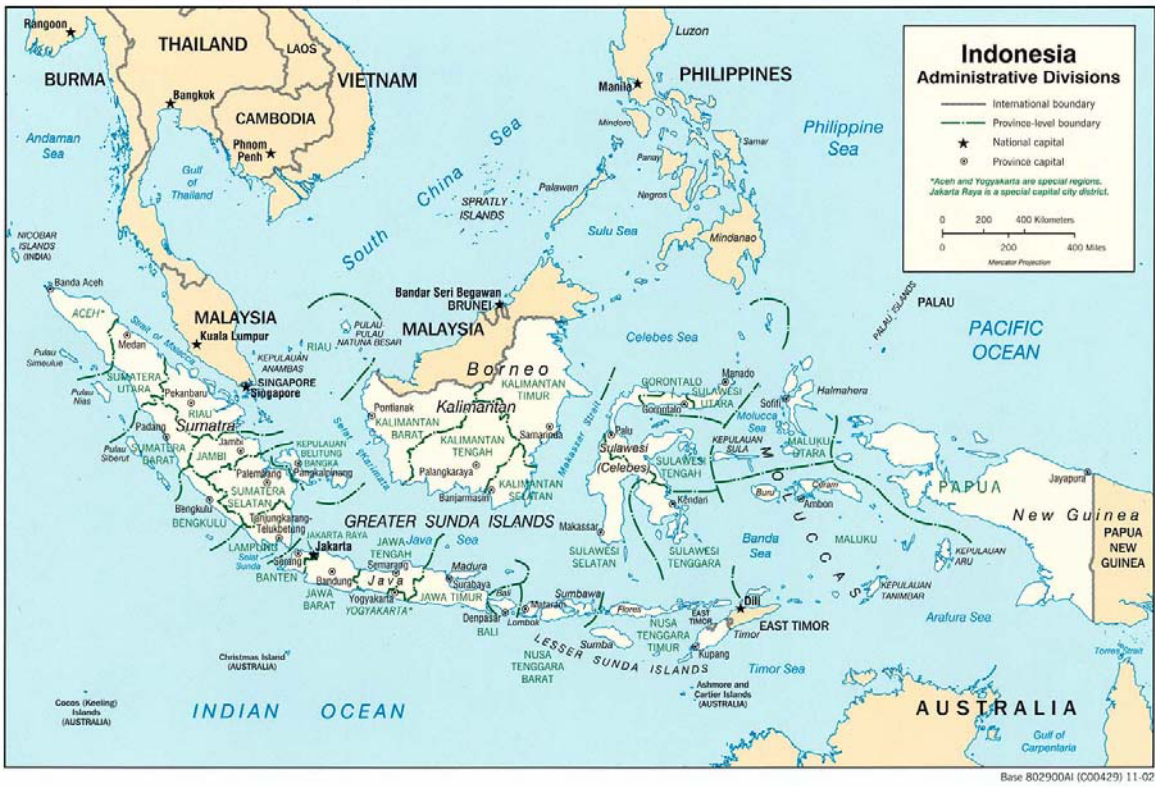 Rangoon
BURMA
THAILAND
LAOS
VIETNAM
Bangkok
CAMBODIA
Phnom
Penh
Andaman
Sea
Gulf
of
Thailand
NICOBAR
ISLANDS
(INDIA)
South China Sea
SPRATLY
ISLANDS
Luzon
PHILIPPINES
Manila
Mindoro
Samar
Panay
Palawan
Negros
Sulu Sea
Mindanao
Philippine
Sea
Indonesia
Administrative Divisions
International boundary
Province-level boundary
National capital
Province capital
*Aceh and Yogyakarta are special regions.
Jakarta Raya is a special capital city district.
0 200 400 Kilometers
0 200 400 Miles
Mercator Projection
PALAU ISLANDS
PALAU
PACIFIC
OCEAN
Banda Aceh
ACEH*
Medan
Strait of Malacca
MALAYSIA
Kuala Lumpur
PULAU-
PULAU
NATUNA BESAR
KEPULAUAN
ANAMBAS
RIAU
Bandar Seri Begawan
BRUNEI
MALAYSIA
Celebes Sea
Pulau
Simeulue
Pulau
Nias
SUMATERA
UTARA
SINGAPORE
Singapore
Pekanbaru
RIAU
Sumatra
Padang
Pulau
Siberut
SUMATERA
BARAT
Jambi
JAMBI
KEPULAUAN
BELITUNG
BANGKA
Pangkalpinang
Palembang
SUMATERA
SELATAN
Bengkulu
BENGKULU
Tanjungkarang-
Telukbetung
LAMPUNG
Selat
Sunda
Selat Karimata
Borneo
Kalimantan
Pontianak
KALIMANTAN
BARAT
KALIMANTAN
TIMUR
KALIMANTAN
TENGAH
Samarinda
Palangkaraya
Banjarmasin
KALIMANTAN
SELATAN
Makassar Strait
GORONTALO
Gorontalo
SULAWESI
UTARA
Manado
Palu
Sulawesi
(Celebes)
SULAWESI
TENGAH
Kendari
Makassar
SULAWESI
SELATAN
SULAWESI
TENGGARA
Molucca
Sea
Sofifi
Halmahera
KEPULAUAN
SULA
MALUKU
UTARA
MOLUCCAS
Buru
Ceram
Ambon
MALUKU
Banda
Sea
PAPUA
Jayapura
New Guinea
PAPUA
NEW
GUINEA
KEPULAUAN
ARU
KEPULAUAN
TANIMBAR
Arafura Sea
GREATER SUNDA ISLANDS
Java
Sea
JAKARTA RAYA
Jakarta
Serang
BANTEN
Bandung
JAWA
BARAT
JAWA
TENGAH
Semarang
Java
Yogyakarta
YOGYAKARTA*
Madura
Surabaya
JAWA TIMUR
Bali
Denpasar
BALI
Mataram
Lombok
Sumbawa
NUSA
TENGGARA
BARAT
LESSER SUNDA ISLANDS
Sumba
Flores
NUSA
TENGGARA
TIMUR
EAST
TIMOR
Dili
EAST TIMOR
Timor
Kupang
Timor Sea
Christmas Island
(AUSTRALIA)
Cocos (Keeling)
Islands
(AUSTRALIA)
INDIAN OCEAN
Ashmore and
Cartier Islands
(AUSTRALIA)
AUSTRALIA
Gulf of
Carpentaria
Torres Strait
Base 802900AI (C00429) 11-02